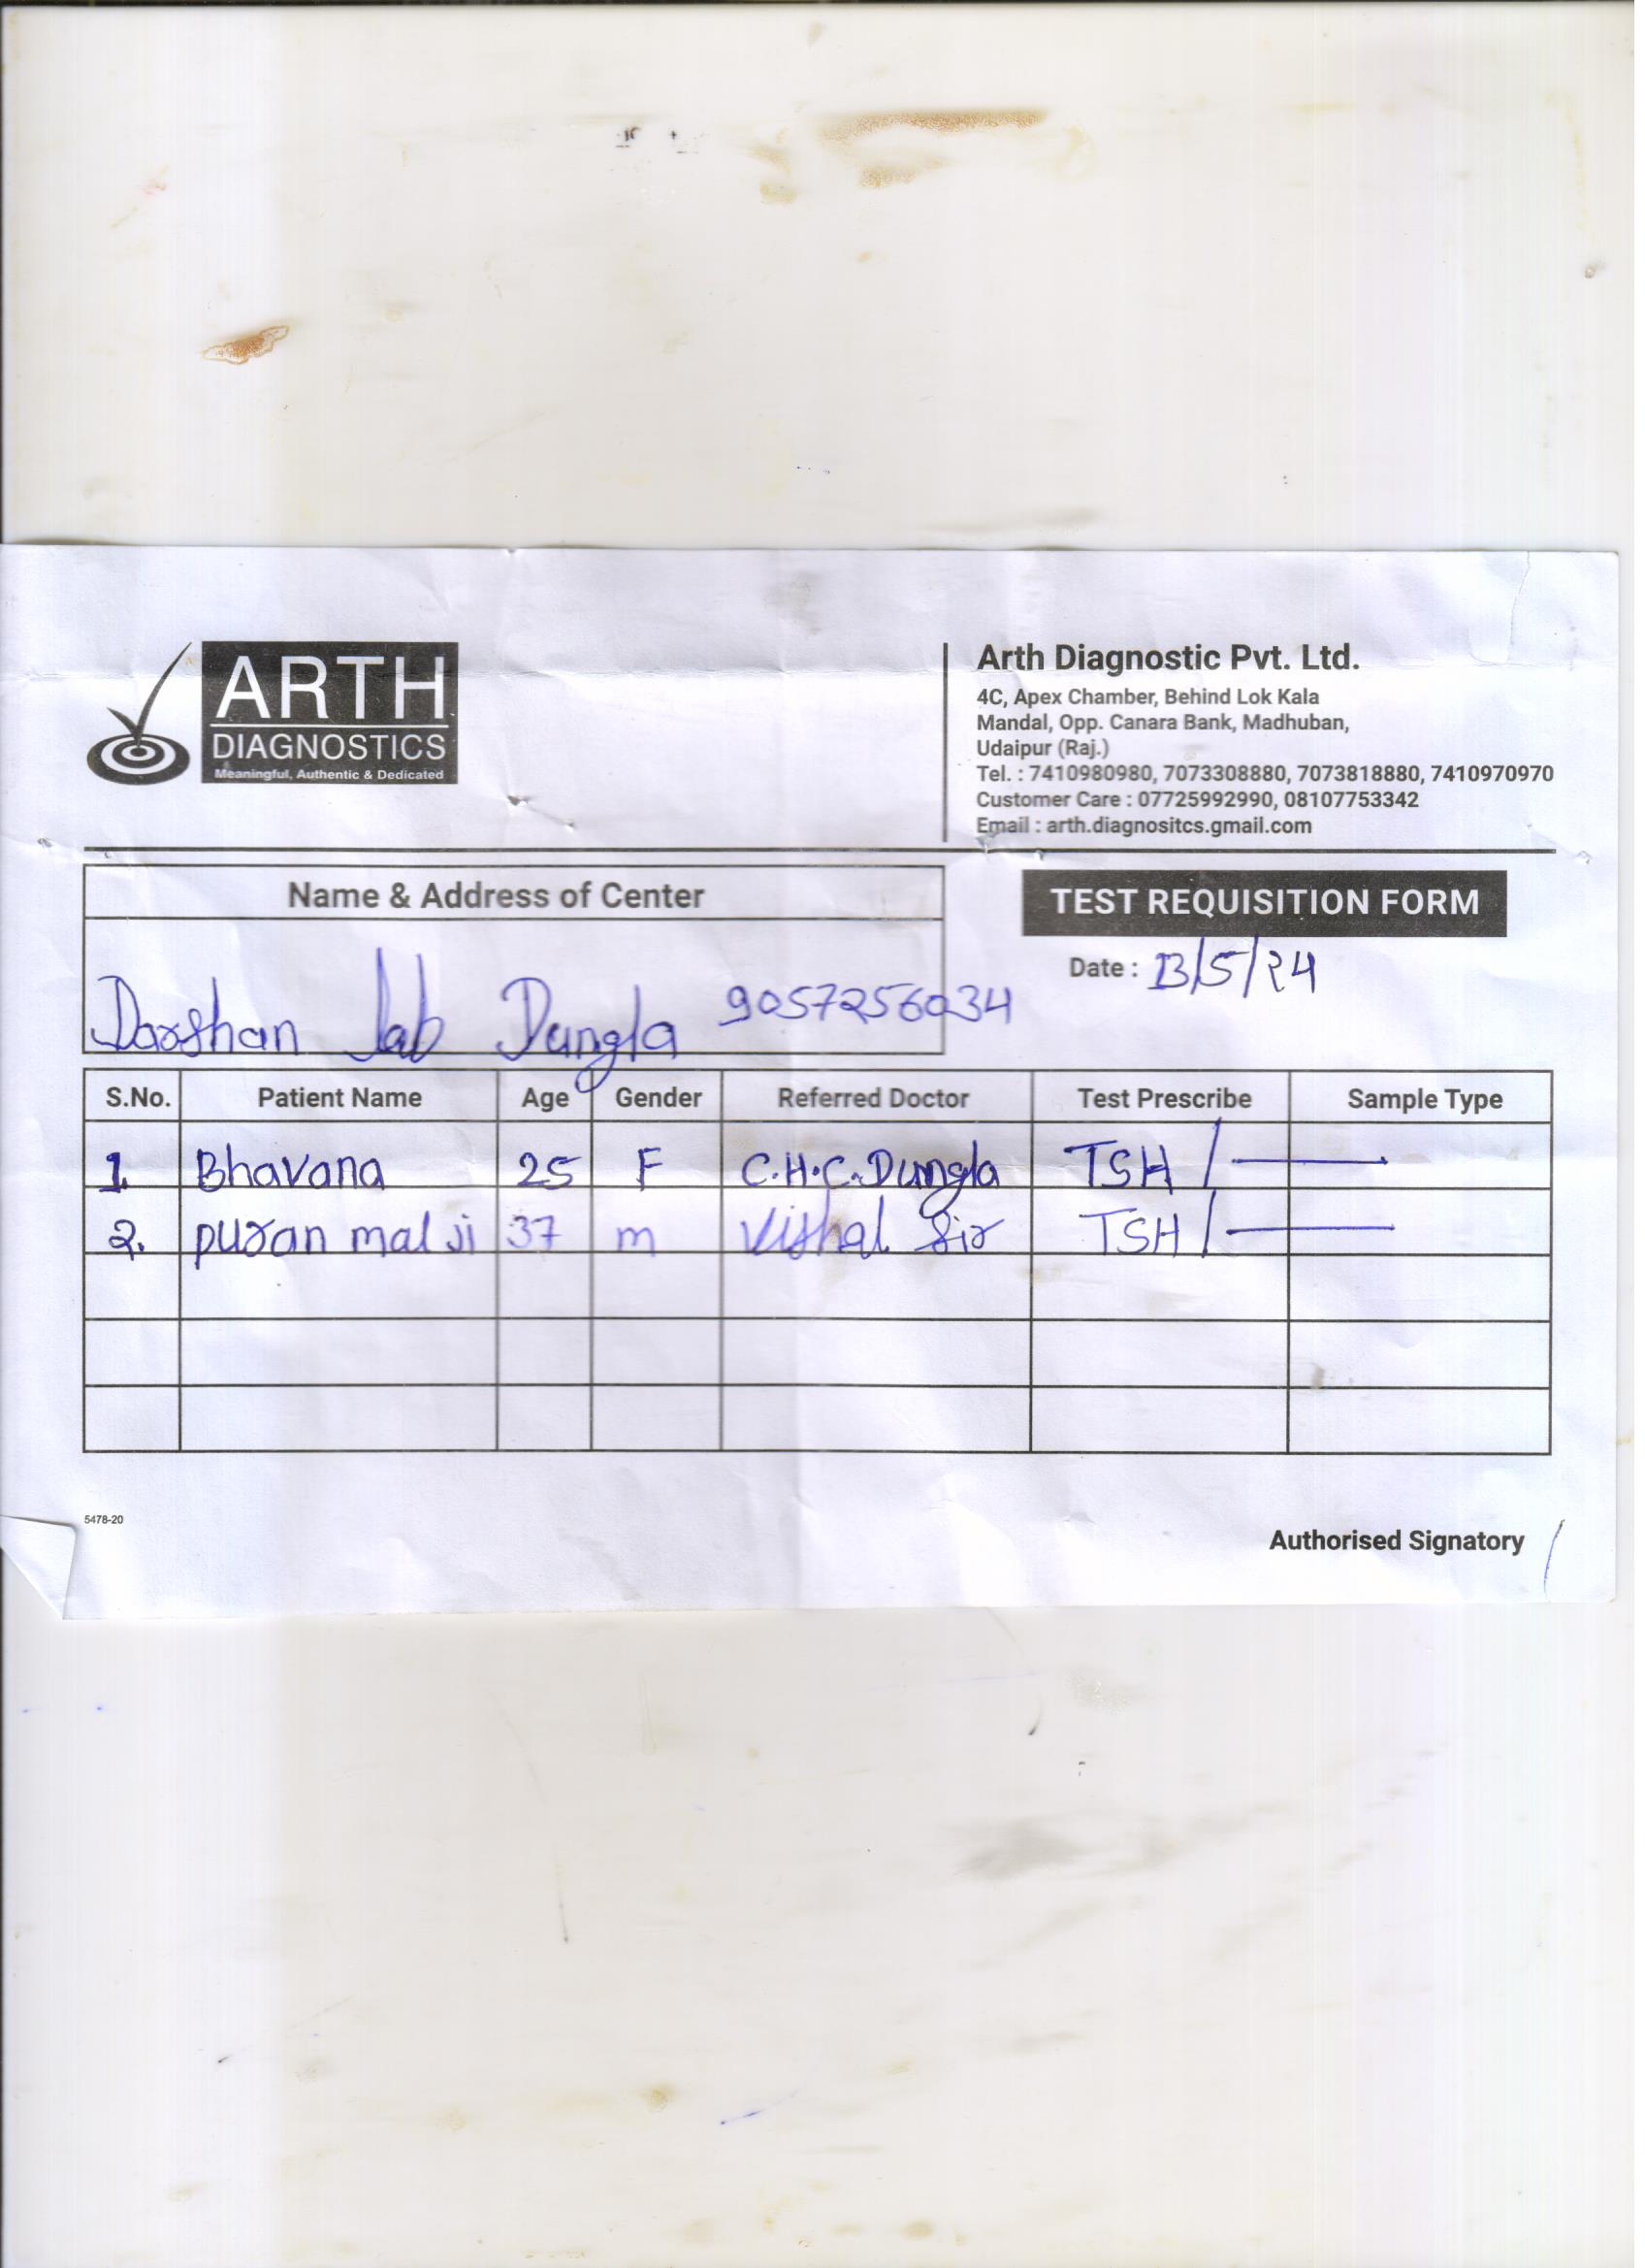 ARTH
DIAGNOSTICS
Meaningful, Authentic & Dedicated
Arth Diagnostic Pvt. Ltd.
4C, Apex Chamber, Behind Lok Kala
Mandal, Opp. Canara Bank, Madhuban,
Udaipur (Raj.)
Tel. : 7410980980, 7073308880, 7073818880, 7410970970
Customer Care : 07725992990, 08107753342
Email : arth.diagnositcs.gmail.com
Name & Address of Center
TEST REQUISITION FORM
Date : 13/5/24
Darshan lab Dungla 9057256034
S.No. Patient Name Age Gender Referred Doctor Test Prescribe Sample Type
1. Bhavana 25 F C.H.C. Dungla TSH /
2. puran mal ji 37 m Vishal Sir TSH /
5478-20
Authorised Signatory